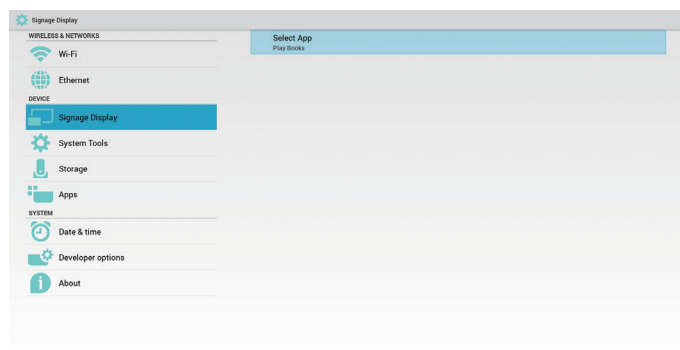 Signage Display
WIRELESS & NETWORKS
Wi-Fi
Ethernet
DEVICE
Signage Display
System Tools
Storage
Apps
SYSTEM
Date & time
Developer options
About
Select App
Play Books